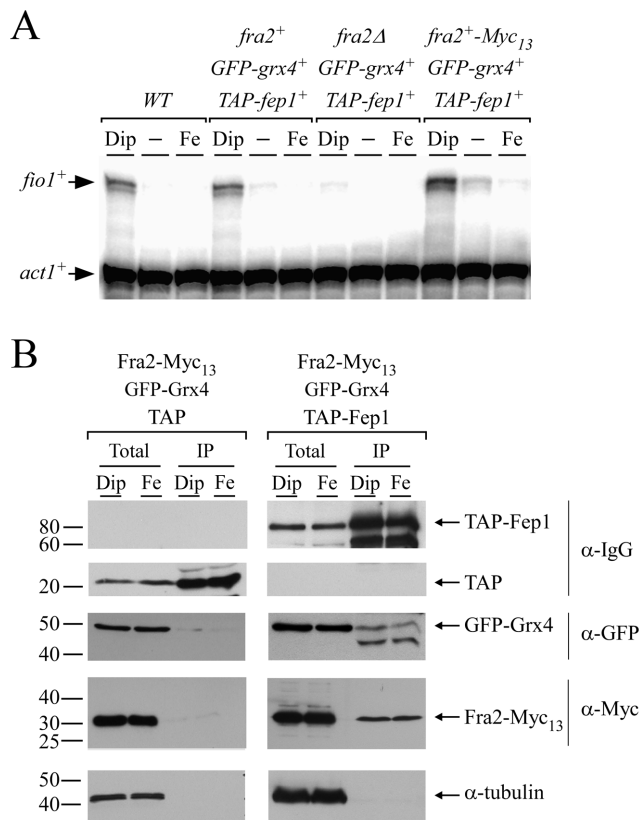 A
fra2+ fra2Δ fra2+-Myc13
GFP-grx4+ GFP-grx4+ GFP-grx4+
WT TAP-fep1+ TAP-fep1+ TAP-fep1+
Dip – Fe Dip – Fe Dip – Fe Dip – Fe
fio1+
act1+
B
Fra2-Myc13 Fra2-Myc13
GFP-Grx4 GFP-Grx4
TAP TAP-Fep1
Total IP Total IP
Dip Fe Dip Fe Dip Fe Dip Fe
80 TAP-Fep1
60
α-IgG
20 TAP
50 GFP-Grx4 α-GFP
40
40
30 Fra2-Myc13 α-Myc
25
50
40 α-tubulin